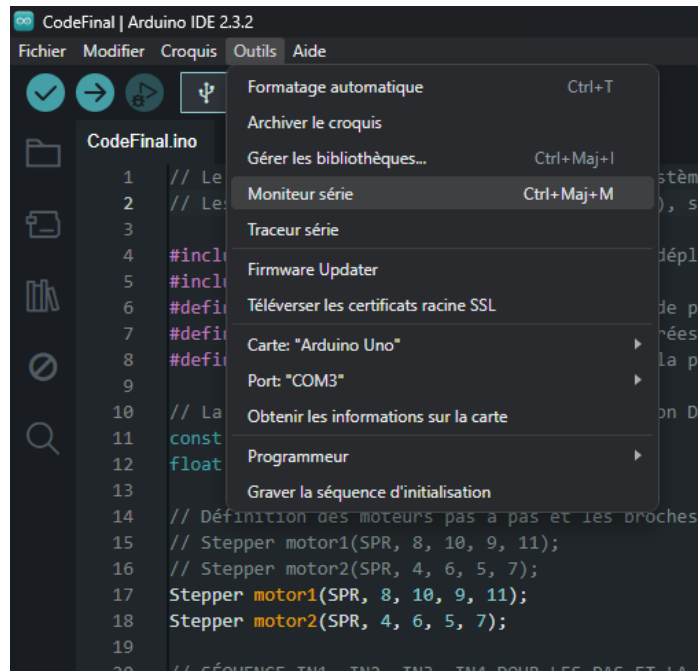 CodeFinal | Arduino IDE 2.3.2
Fichier Modifier Croquis Outils Aide
Formatage automatique Ctrl+T
Archiver le croquis
Gérer les bibliothèques... Ctrl+Maj+I
Moniteur série Ctrl+Maj+M
Traceur série
Firmware Updater
Téléverser les certificats racine SSL
Carte: "Arduino Uno"
Port: "COM3"
Obtenir les informations sur la carte
Programmeur
Graver la séquence d'initialisation
CodeFinal.ino
1 // Le
2 // Les ), s
3
4 #inclu
5 #inclu
6 #defin de p
7 #defin
8 #defin la p
9
10 // La on D
11 const
12 float
13
14 // Définition des moteurs pas à pas et les broches
15 // Stepper motor1(SPR, 8, 10, 9, 11);
16 // Stepper motor2(SPR, 4, 6, 5, 7);
17 Stepper motor1(SPR, 8, 10, 9, 11);
18 Stepper motor2(SPR, 4, 6, 5, 7);
19